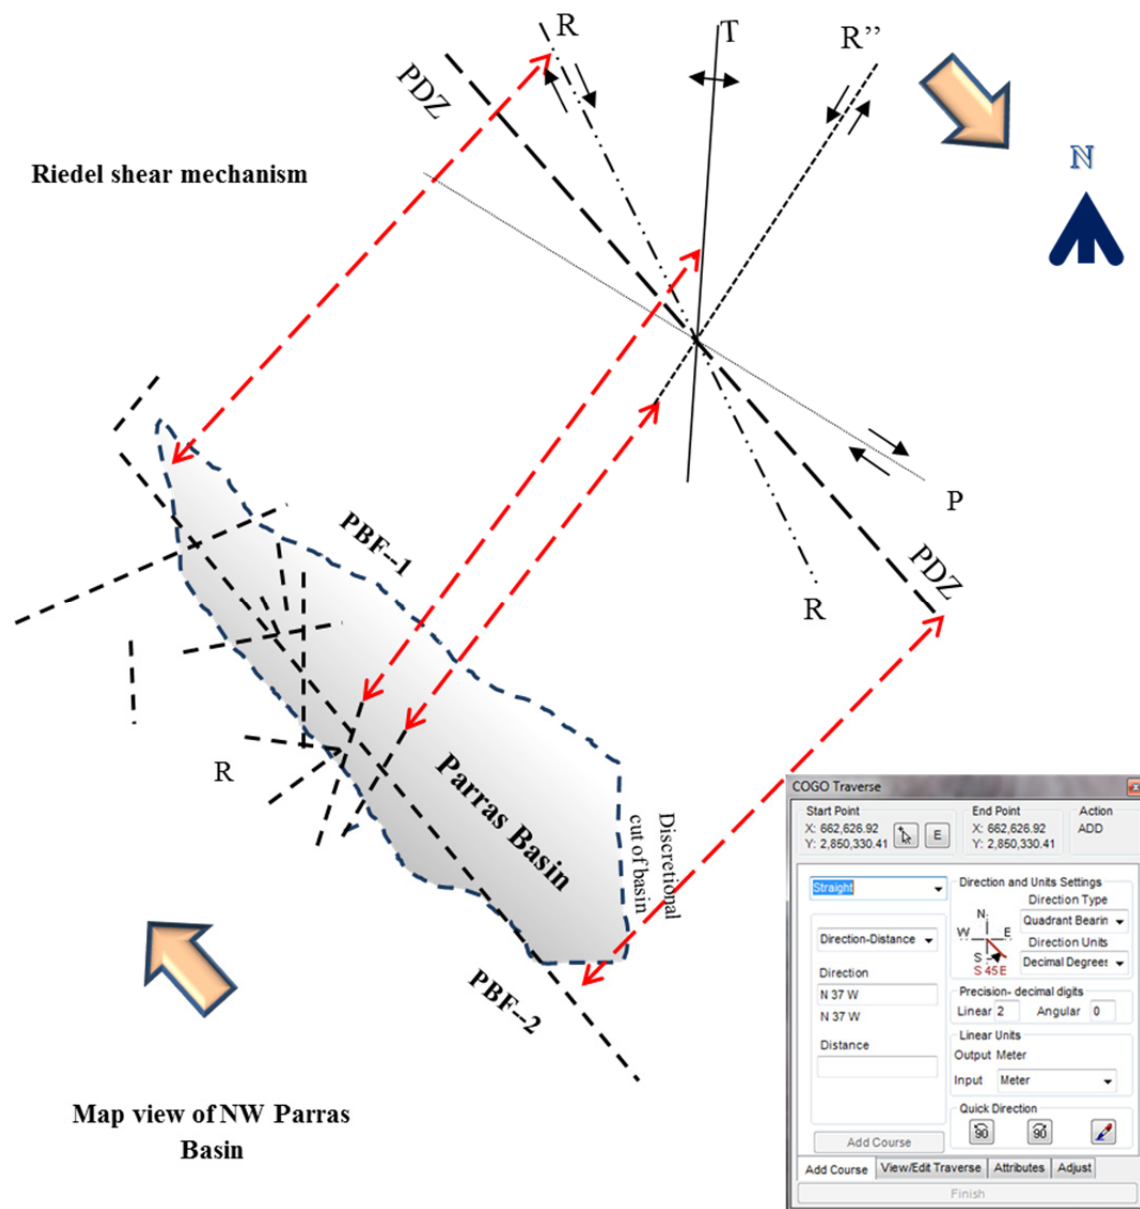 R
T
R’’
PDZ
N
Riedel shear mechanism
P
PBF--1
PDZ
R
R
Parras Basin
Discretional
cut of basin
PBF--2
Map view of NW Parras
Basin
COGO Traverse
Start Point
X: 662,626.92
Y: 2,850,330.41
E
End Point
X: 662,626.92
Y: 2,850,330.41
Action
ADD
Straight
Direction-Distance
Direction
N 37 W
N 37 W
Distance
Add Course
Direction and Units Settings
Direction Type
Quadrant Bearin
Direction Units
Decimal Degrees
N
W E
S
S 45 E
Precision- decimal digits
Linear 2 Angular 0
Linear Units
Output Meter
Input Meter
Quick Direction
90 90
Add Course View/Edit Traverse Attributes Adjust
Finish